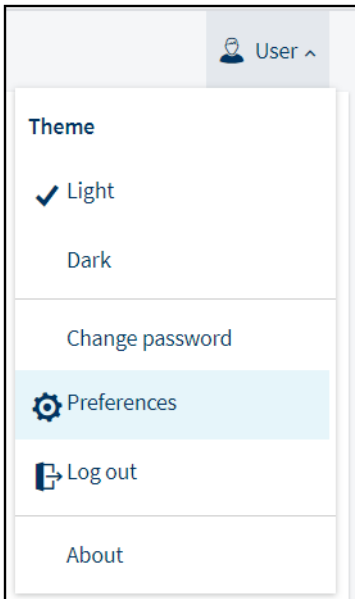 User
Theme
Light
Dark
Change password
Preferences
Log out
About